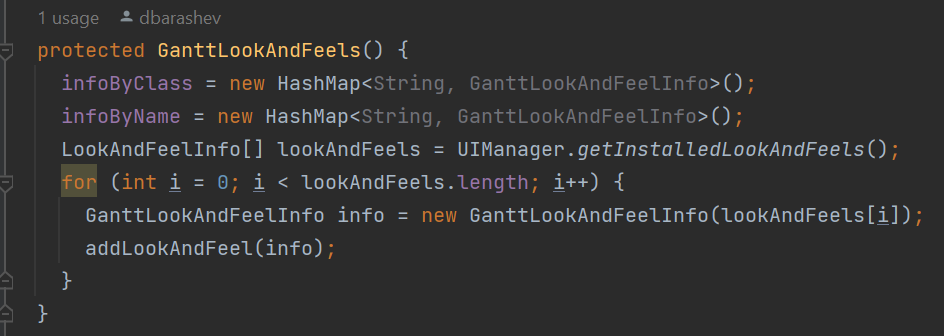 1 usage dbarashev
protected GanttLookAndFeels() {
infoByClass = new HashMap<String, GanttLookAndFeelInfo>();
infoByName = new HashMap<String, GanttLookAndFeelInfo>();
LookAndFeelInfo[] lookAndFeels = UIManager.getInstalledLookAndFeels();
for (int i = 0; i < lookAndFeels.length; i++) {
GanttLookAndFeelInfo info = new GanttLookAndFeelInfo(lookAndFeels[i]);
addLookAndFeel(info);
}
}